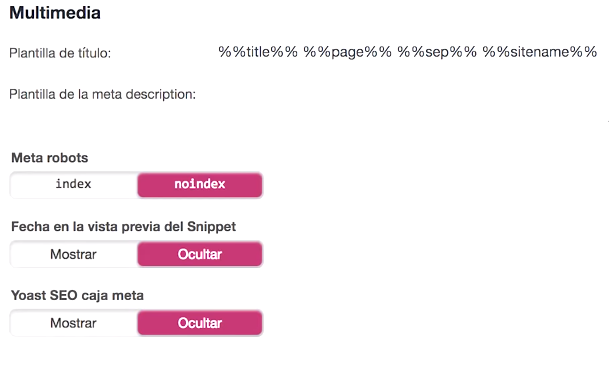 Multimedia
Plantilla de título: %%title%% %%page%% %%sep%% %%sitename%%
Plantilla de la meta description:
Meta robots
index noindex
Fecha en la vista previa del Snippet
Mostrar Ocultar
Yoast SEO caja meta
Mostrar Ocultar